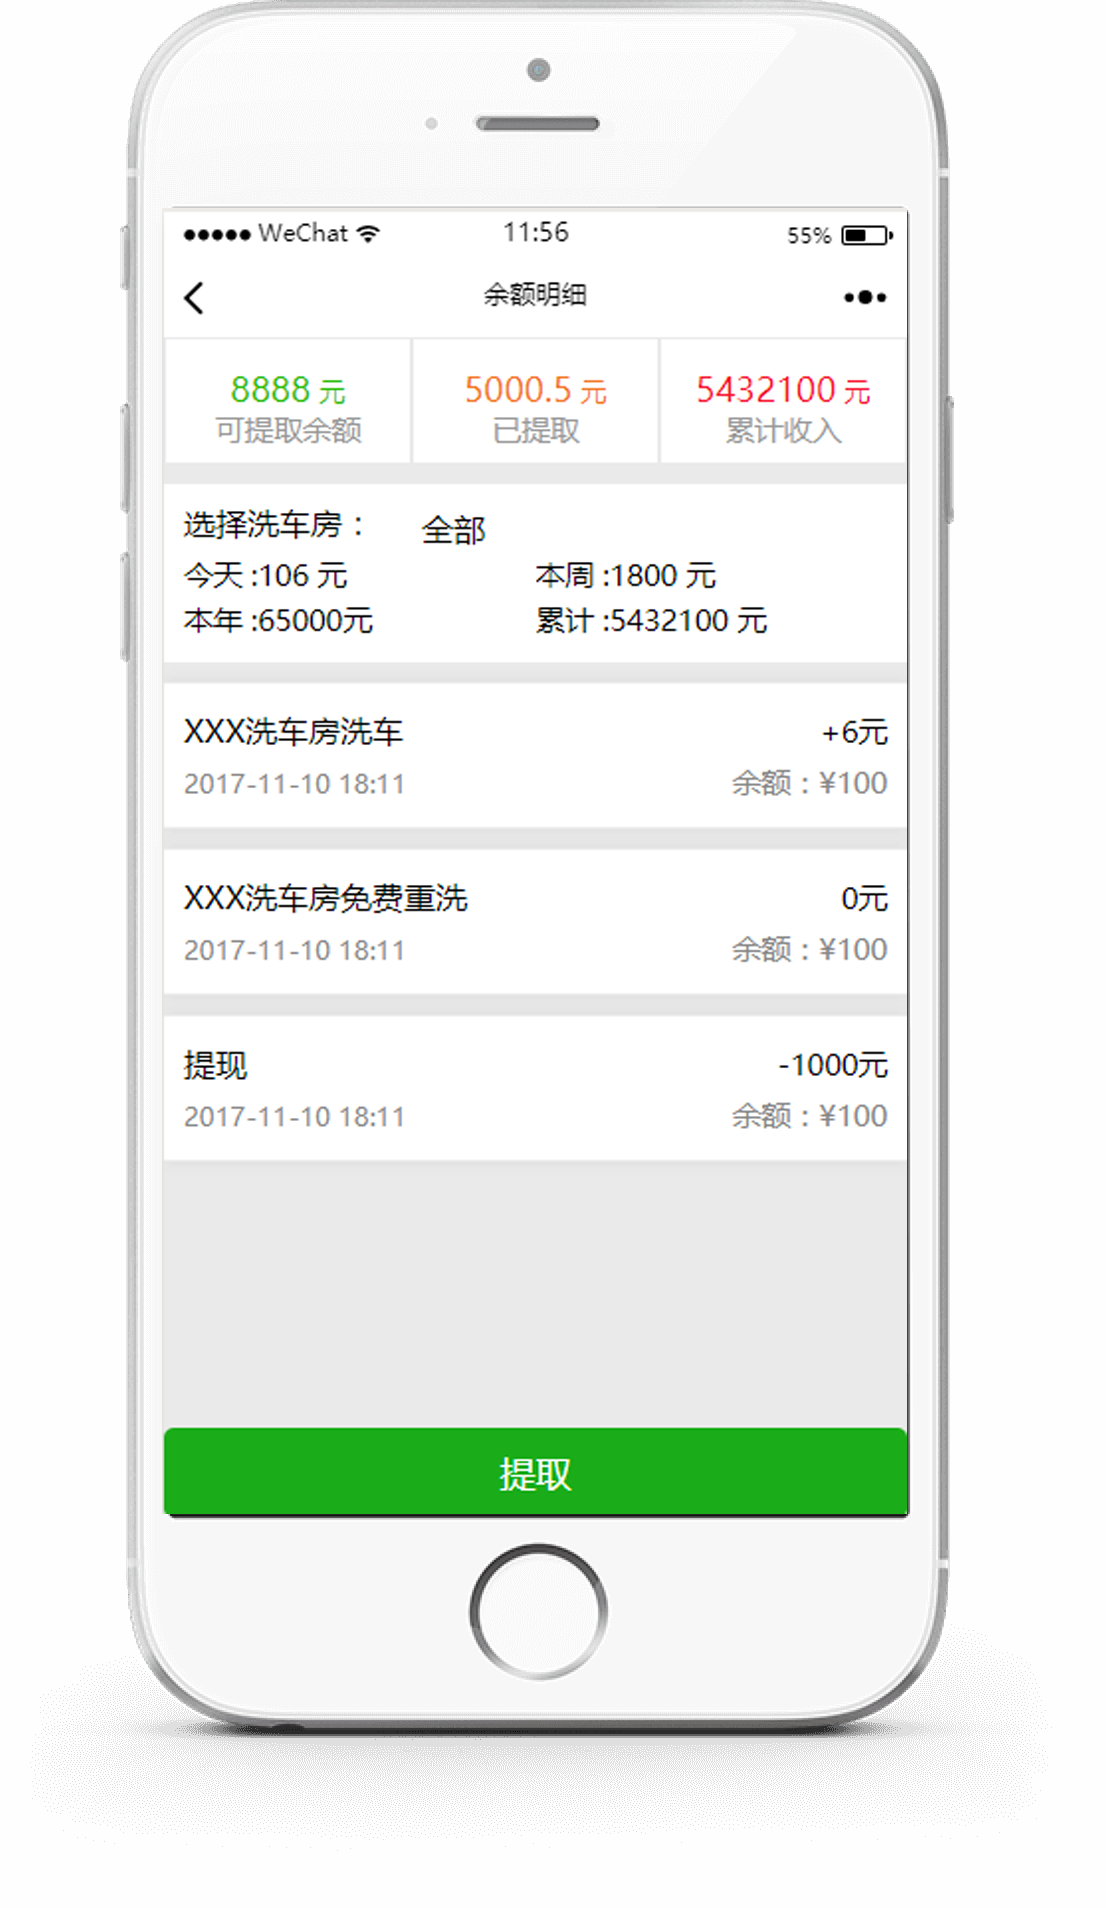 WeChat 11:56 55%
余额明细
8888 元 5000.5 元 5432100 元
可提取余额 已提取 累计收入
选择洗车房： 全部
今天 :106 元 本周 :1800 元
本年 :65000元 累计 :5432100 元
XXX洗车房洗车 +6元
2017-11-10 18:11 余额：¥100
XXX洗车房免费重洗 0元
2017-11-10 18:11 余额：¥100
提现 -1000元
2017-11-10 18:11 余额：¥100
提取